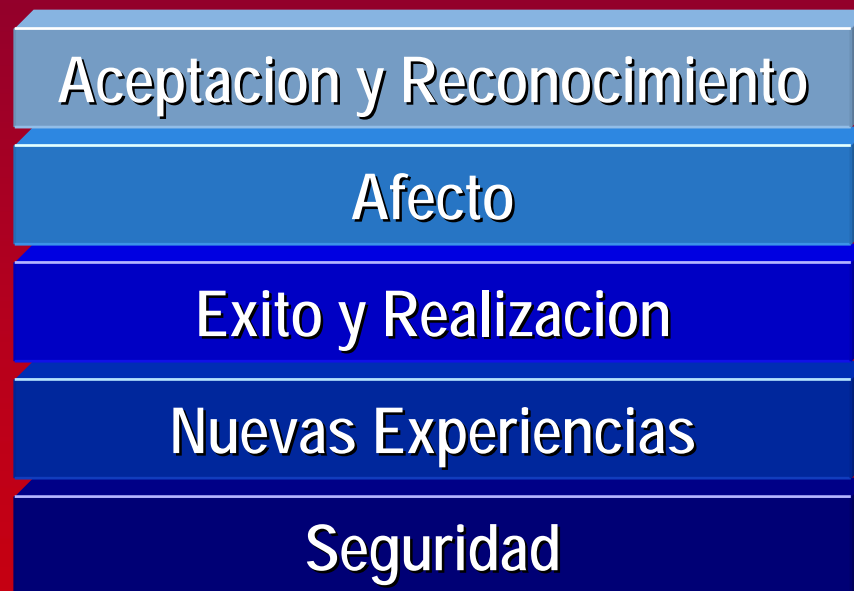 Aceptacion y Reconocimiento
Afecto
Exito y Realizacion
Nuevas Experiencias
Seguridad